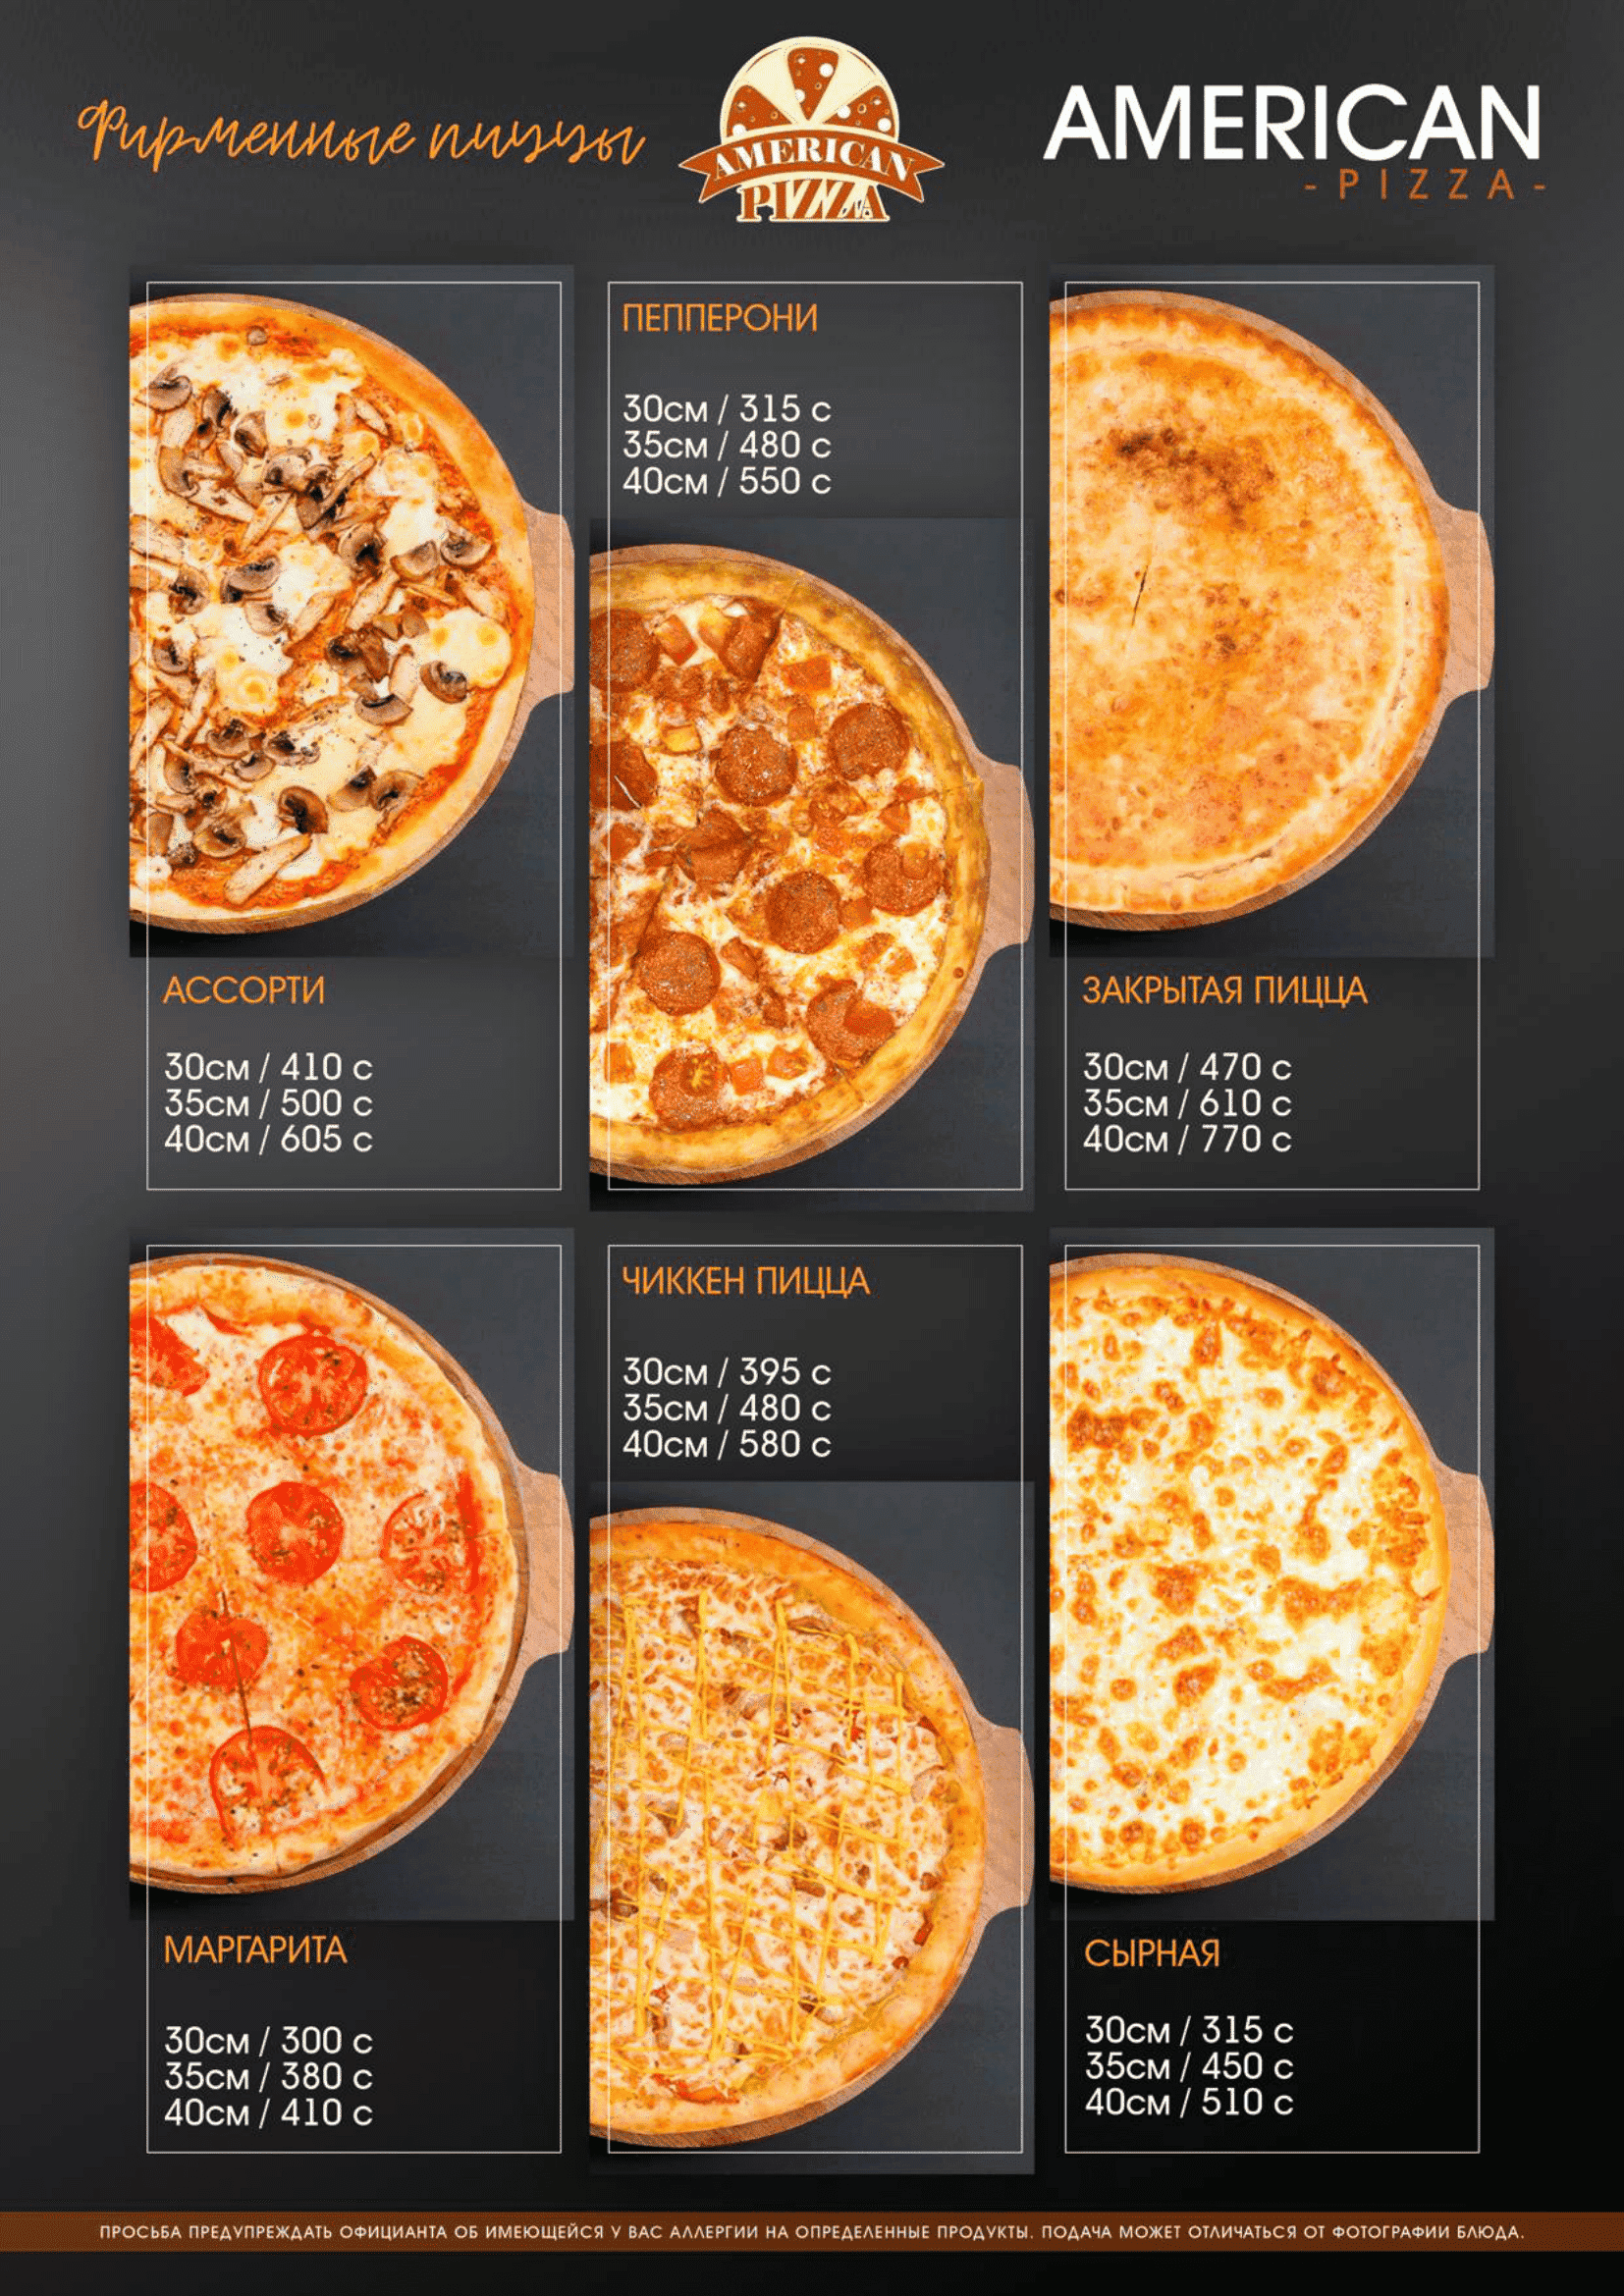 Фирменные пиццы
AMERICAN
PIZZA
AMERICAN
- PIZZA -
ПЕППЕРОНИ
30см / 315 с
35см / 480 с
40см / 550 с
АССОРТИ
30см / 410 с
35см / 500 с
40см / 605 с
ЗАКРЫТАЯ ПИЦЦА
30см / 470 с
35см / 610 с
40см / 770 с
ЧИККЕН ПИЦЦА
30см / 395 с
35см / 480 с
40см / 580 с
МАРГАРИТА
30см / 300 с
35см / 380 с
40см / 410 с
СЫРНАЯ
30см / 315 с
35см / 450 с
40см / 510 с
ПРОСЬБА ПРЕДУПРЕЖДАТЬ ОФИЦИАНТА ОБ ИМЕЮЩЕЙСЯ У ВАС АЛЛЕРГИИ НА ОПРЕДЕЛЕННЫЕ ПРОДУКТЫ. ПОДАЧА МОЖЕТ ОТЛИЧАТЬСЯ ОТ ФОТОГРАФИИ БЛЮДА.